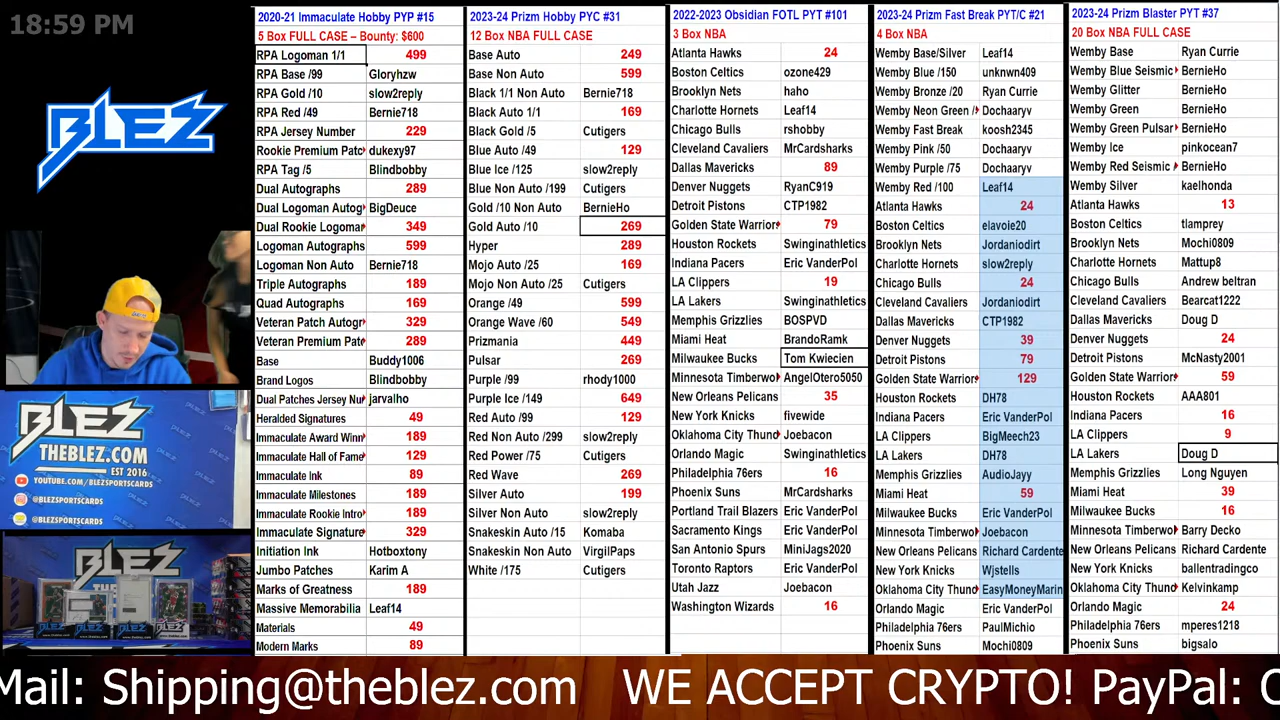 18:59 PM
BLEZ
BLEZ
THEBLEZ.COM
EST 2016
YOUTUBE.COM/BLEZSPORTSCARDS
@BLEZSPORTSCARDS
@BLEZSPORTSCARDS
BLEZ
2020-21 Immaculate Hobby PYP #15
5 Box FULL CASE – Bounty: $600
RPA Logoman 1/1 499
RPA Base /99 Gloryhzw
RPA Gold /10 slow2reply
RPA Red /49 Bernie718
RPA Jersey Number 229
Rookie Premium Patc dukexy97
RPA Tag /5 Blindbobby
Dual Autographs 289
Dual Logoman Autog BigDeuce
Dual Rookie Logoma 349
Logoman Autographs 599
Logoman Non Auto Bernie718
Triple Autographs 189
Quad Autographs 169
Veteran Patch Autogr 329
Veteran Premium Pat 289
Base Buddy1006
Brand Logos Blindbobby
Dual Patches Jersey Nu jarvalho
Heralded Signatures 49
Immaculate Award Winn 189
Immaculate Hall of Fame 129
Immaculate Ink 89
Immaculate Milestones 189
Immaculate Rookie Intro 189
Immaculate Signature 329
Initiation Ink Hotboxtony
Jumbo Patches Karim A
Marks of Greatness 189
Massive Memorabilia Leaf14
Materials 49
Modern Marks 89
2023-24 Prizm Hobby PYC #31
12 Box NBA FULL CASE
Base Auto 249
Base Non Auto 599
Black 1/1 Non Auto Bernie718
Black Auto 1/1 169
Black Gold /5 Cutigers
Blue Auto /49 129
Blue Ice /125 slow2reply
Blue Non Auto /199 Cutigers
Gold /10 Non Auto BernieHo
Gold Auto /10 269
Hyper 289
Mojo Auto /25 169
Mojo Non Auto /25 Cutigers
Orange /49 599
Orange Wave /60 549
Prizmania 449
Pulsar 269
Purple /99 rhody1000
Purple Ice /149 649
Red Auto /99 129
Red Non Auto /299 slow2reply
Red Power /75 Cutigers
Red Wave 269
Silver Auto 199
Silver Non Auto slow2reply
Snakeskin Auto /15 Komaba
Snakeskin Non Auto VirgilPaps
White /175 Cutigers
2022-2023 Obsidian FOTL PYT #101
3 Box NBA
Atlanta Hawks 24
Boston Celtics ozone429
Brooklyn Nets haho
Charlotte Hornets Leaf14
Chicago Bulls rshobby
Cleveland Cavaliers MrCardsharks
Dallas Mavericks 89
Denver Nuggets RyanC919
Detroit Pistons CTP1982
Golden State Warrior 79
Houston Rockets Swinginathletics
Indiana Pacers Eric VanderPol
LA Clippers 19
LA Lakers Swinginathletics
Memphis Grizzlies BOSPVD
Miami Heat BrandoRamk
Milwaukee Bucks Tom Kwiecien
Minnesota Timberwo AngelOtero5050
New Orleans Pelicans 35
New York Knicks fivewide
Oklahoma City Thund Joebacon
Orlando Magic Swinginathletics
Philadelphia 76ers 16
Phoenix Suns MrCardsharks
Portland Trail Blazers Eric VanderPol
Sacramento Kings Eric VanderPol
San Antonio Spurs MiniJags2020
Toronto Raptors Eric VanderPol
Utah Jazz Joebacon
Washington Wizards 16
2023-24 Prizm Fast Break PYT/C #21
4 Box NBA
Wemby Base/Silver Leaf14
Wemby Blue /150 unknwn409
Wemby Bronze /20 Ryan Currie
Wemby Neon Green / Dochaaryv
Wemby Fast Break koosh2345
Wemby Pink /50 Dochaaryv
Wemby Purple /75 Dochaaryv
Wemby Red /100 Leaf14
Atlanta Hawks 24
Boston Celtics elavoie20
Brooklyn Nets Jordaniodirt
Charlotte Hornets slow2reply
Chicago Bulls 24
Cleveland Cavaliers Jordaniodirt
Dallas Mavericks CTP1982
Denver Nuggets 39
Detroit Pistons 79
Golden State Warrior 129
Houston Rockets DH78
Indiana Pacers Eric VanderPol
LA Clippers BigMeech23
LA Lakers DH78
Memphis Grizzlies AudioJayy
Miami Heat 59
Milwaukee Bucks Eric VanderPol
Minnesota Timberwo Joebacon
New Orleans Pelicans Richard Cardente
New York Knicks Wjstells
Oklahoma City Thund EasyMoneyMarin
Orlando Magic Eric VanderPol
Philadelphia 76ers PaulMichio
Phoenix Suns Mochi0809
2023-24 Prizm Blaster PYT #37
20 Box NBA FULL CASE
Wemby Base Ryan Currie
Wemby Blue Seismic BernieHo
Wemby Glitter BernieHo
Wemby Green BernieHo
Wemby Green Pulsar BernieHo
Wemby Ice pinkocean7
Wemby Red Seismic BernieHo
Wemby Silver kaelhonda
Atlanta Hawks 13
Boston Celtics tlamprey
Brooklyn Nets Mochi0809
Charlotte Hornets Mattup8
Chicago Bulls Andrew beltran
Cleveland Cavaliers Bearcat1222
Dallas Mavericks Doug D
Denver Nuggets 24
Detroit Pistons McNasty2001
Golden State Warrior 59
Houston Rockets AAA801
Indiana Pacers 16
LA Clippers 9
LA Lakers Doug D
Memphis Grizzlies Long Nguyen
Miami Heat 39
Milwaukee Bucks 16
Minnesota Timberwo Barry Decko
New Orleans Pelicans Richard Cardente
New York Knicks ballentradingco
Oklahoma City Thund Kelvinkamp
Orlando Magic 24
Philadelphia 76ers mperes1218
Phoenix Suns bigsalo
Mail: Shipping@theblez.com WE ACCEPT CRYPTO! PayPal: